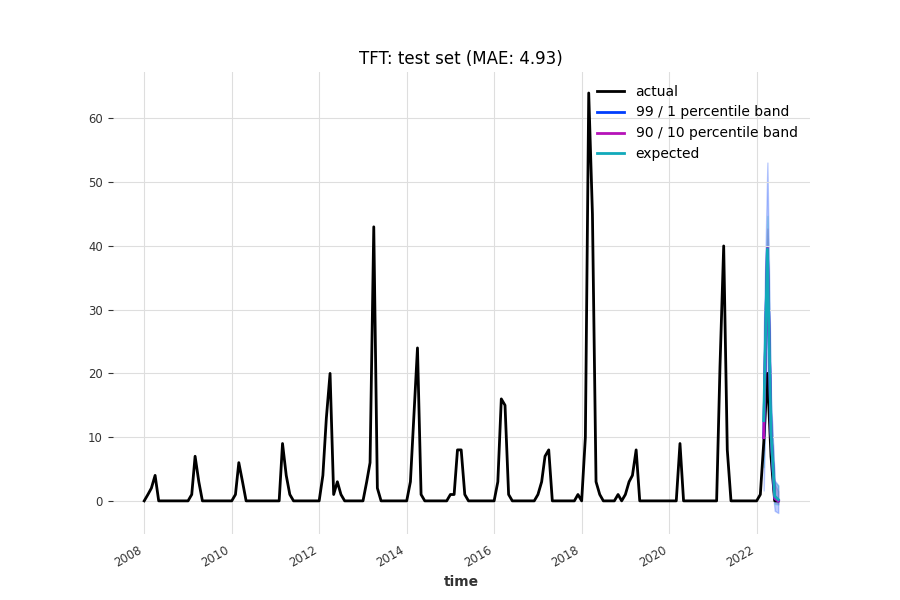 TFT: test set (MAE: 4.93)
actual
99 / 1 percentile band
90 / 10 percentile band
expected
60
50
40
30
20
10
0
2008
2010
2012
2014
2016
2018
2020
2022
time